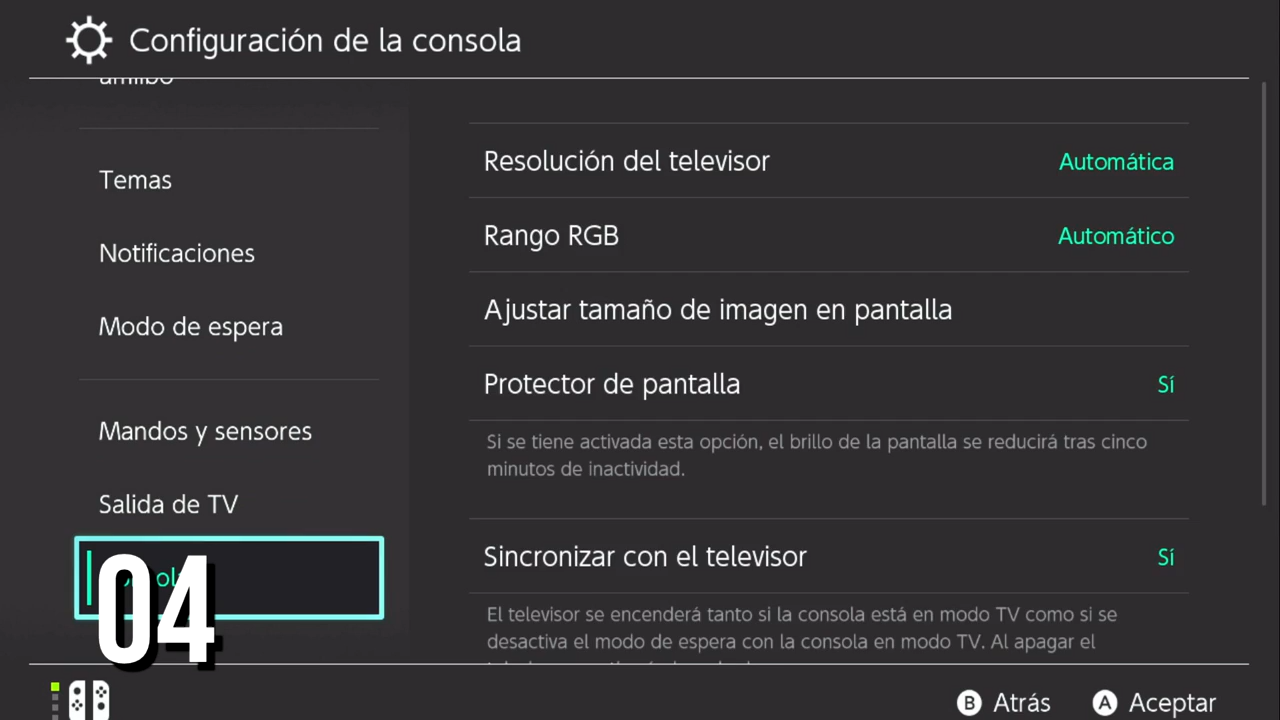 Configuración de la consola
amiibo
Temas
Notificaciones
Modo de espera
Mandos y sensores
Salida de TV
04
Resolución del televisor Automática
Rango RGB Automático
Ajustar tamaño de imagen en pantalla
Protector de pantalla Sí
Si se tiene activada esta opción, el brillo de la pantalla se reducirá tras cinco
minutos de inactividad.
Sincronizar con el televisor Sí
El televisor se encenderá tanto si la consola está en modo TV como si se
desactiva el modo de espera con la consola en modo TV. Al apagar el
B Atrás A Aceptar